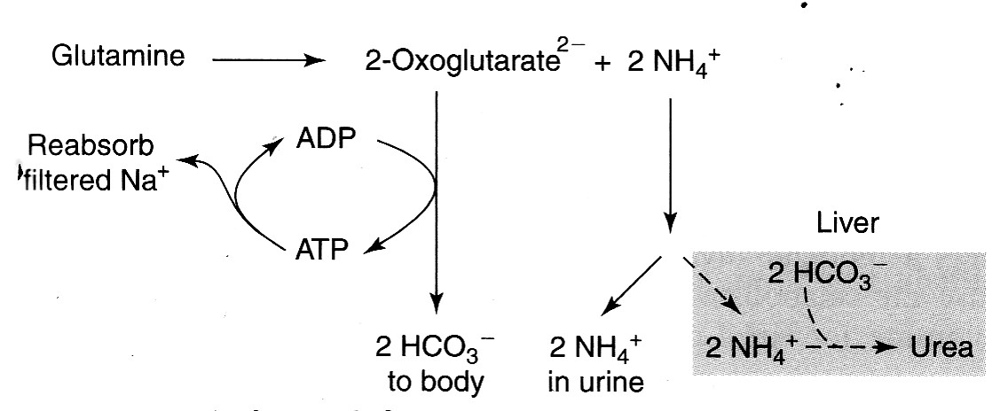 Glutamine 2-Oxoglutarate²⁻ + 2 NH₄⁺
Reabsorb
filtered Na⁺
ADP
ATP
Liver
2 HCO₃⁻
2 NH₄⁺ Urea
2 HCO₃⁻
to body
2 NH₄⁺
in urine